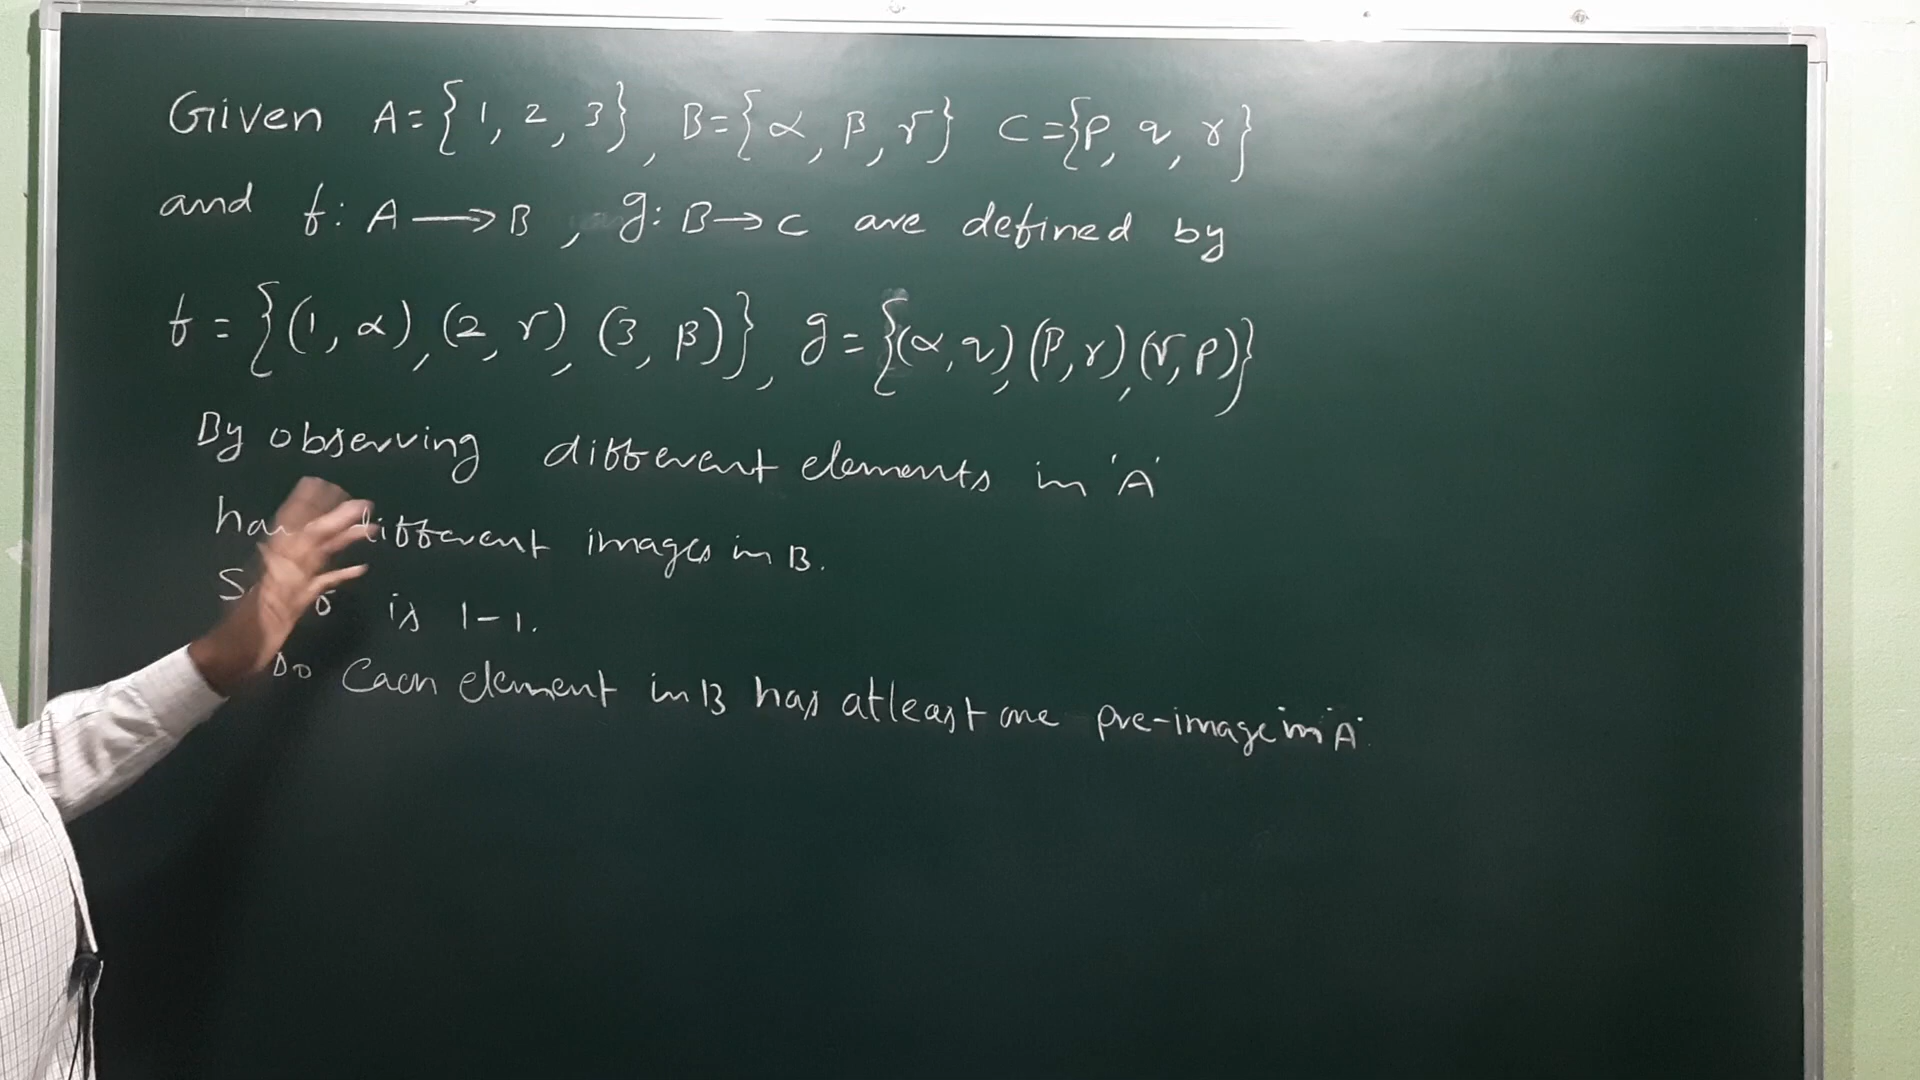 Given A={1, 2, 3}, B={α, β, γ} C={p, q, r}
and f: A⟶B, g: B→C are defined by
f={(1, α), (2, γ), (3, β)}, g={(α, q), (β, r), (γ, p)}
By observing different elements in 'A'
different images in B.
is 1-1.
Each element in B has atleast one pre-image in 'A'.